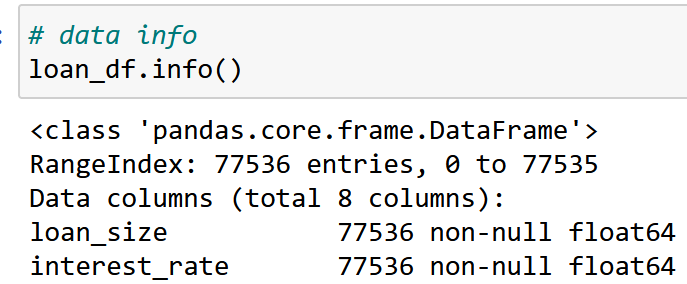 :
# data info
loan_df.info()
<class 'pandas.core.frame.DataFrame'>
RangeIndex: 77536 entries, 0 to 77535
Data columns (total 8 columns):
loan_size 77536 non-null float64
interest_rate 77536 non-null float64